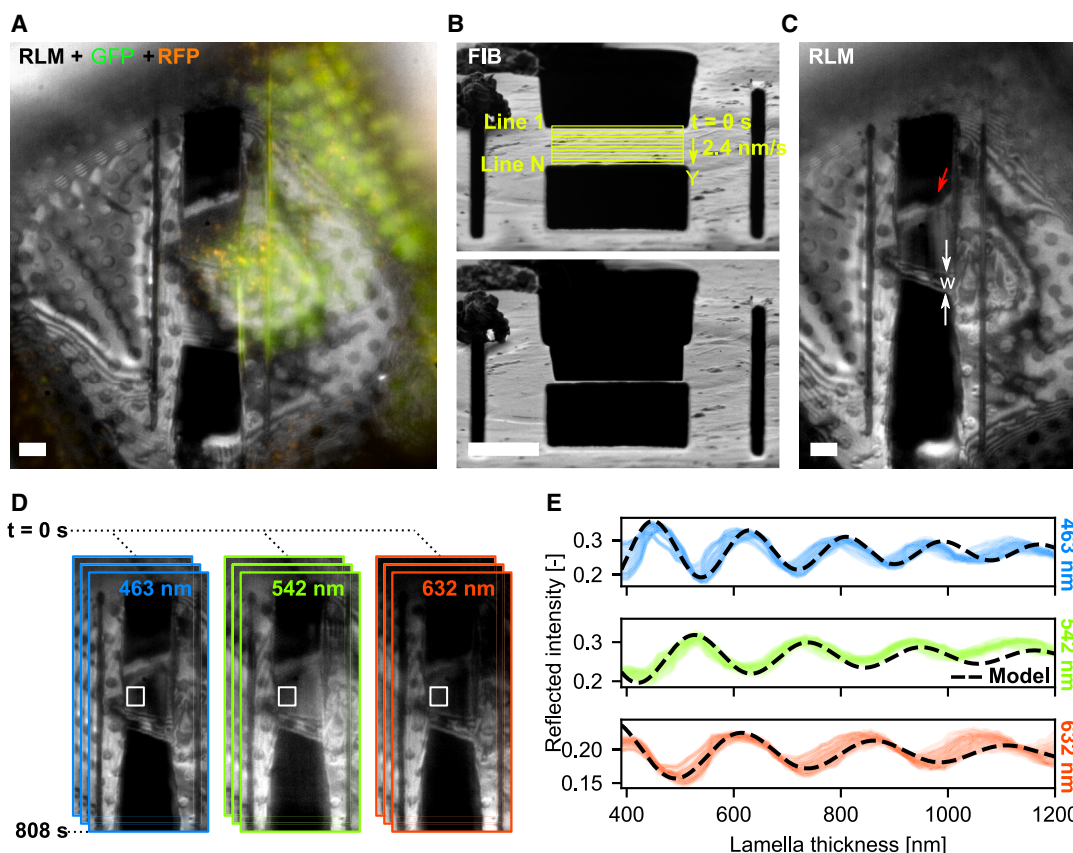 A
RLM + GFP + RFP
B
FIB
Line 1
t = 0 s
2.4 nm/s
Line N
Y
C
RLM
w
D
t = 0 s
463 nm
542 nm
632 nm
808 s
E
Reflected intensity [-]
0.3
0.2
463 nm
0.3
0.2
542 nm
Model
0.20
0.15
632 nm
400
600
800
1000
1200
Lamella thickness [nm]